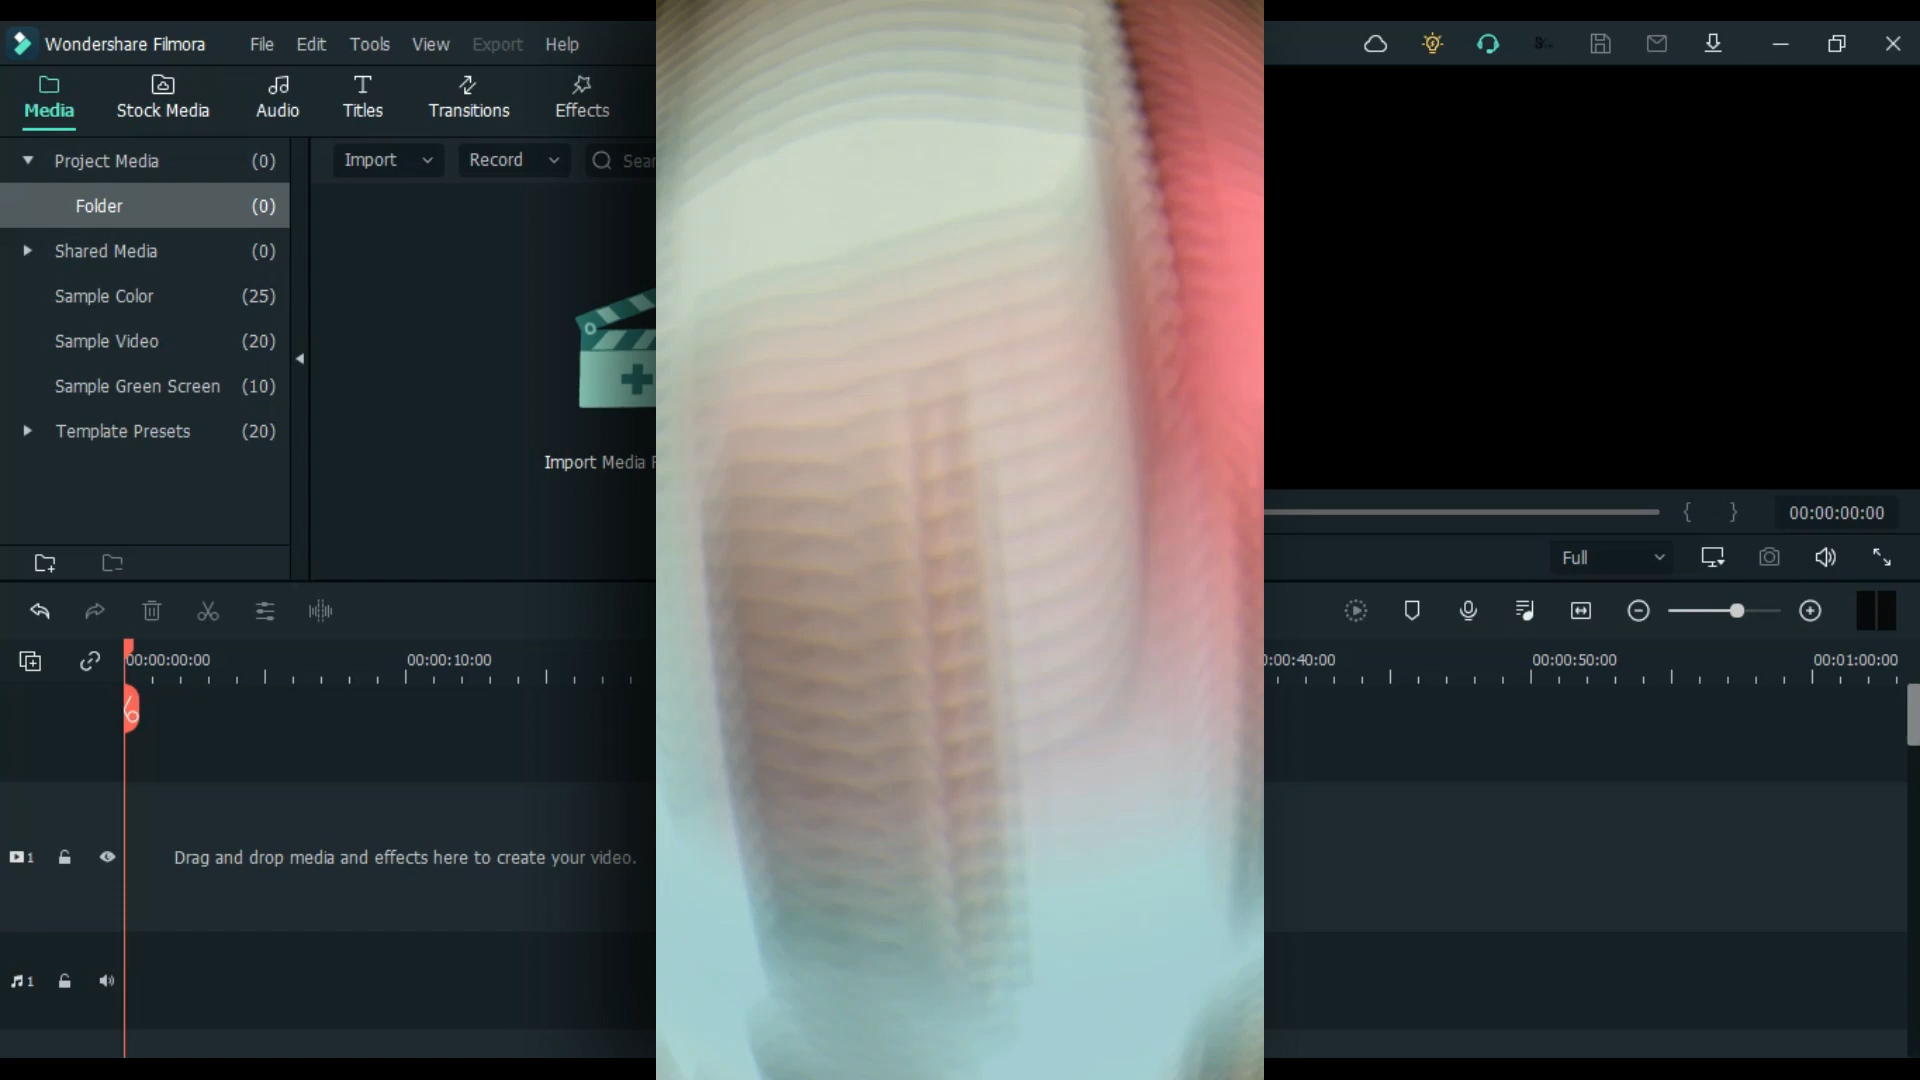 Wondershare Filmora File Edit Tools View Export Help
Media Stock Media Audio Titles Transitions Effects
Project Media (0)
Import Record
Folder (0)
Shared Media (0)
Sample Color (25)
Sample Video (20)
Sample Green Screen (10)
Template Presets (20)
Import Media
00:00:00:00
Full
00:00:00:00 00:00:10:00 0:00:40:00 00:00:50:00 00:01:00:00
1 Drag and drop media and effects here to create your video.
1